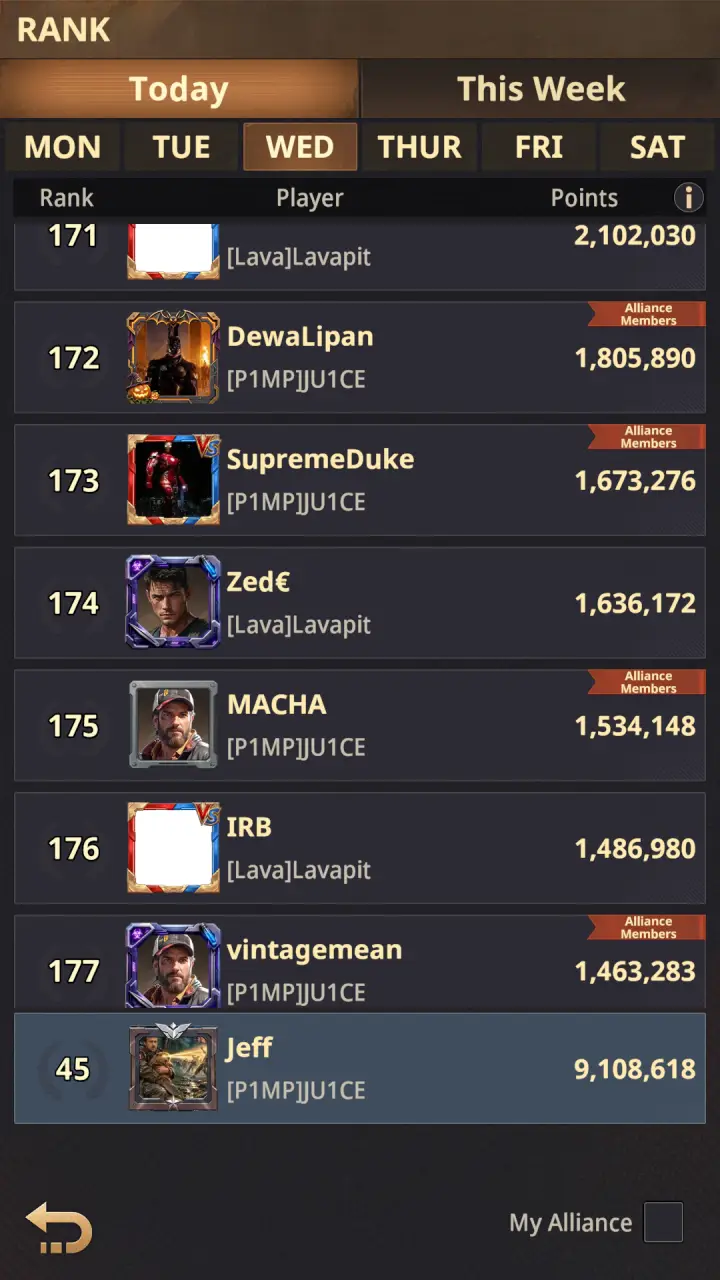 RANK
Today
This Week
MON
TUE
WED
THUR
FRI
SAT
Rank
Player
Points
171
[Lava]Lavapit
2,102,030
Alliance
Members
172
DewaLipan
[P1MP]JU1CE
1,805,890
Alliance
Members
173
VS
SupremeDuke
[P1MP]JU1CE
1,673,276
174
Zed€
[Lava]Lavapit
1,636,172
Alliance
Members
175
MACHA
[P1MP]JU1CE
1,534,148
176
VS
IRB
[Lava]Lavapit
1,486,980
Alliance
Members
177
vintagemean
[P1MP]JU1CE
1,463,283
45
Jeff
[P1MP]JU1CE
9,108,618
My Alliance